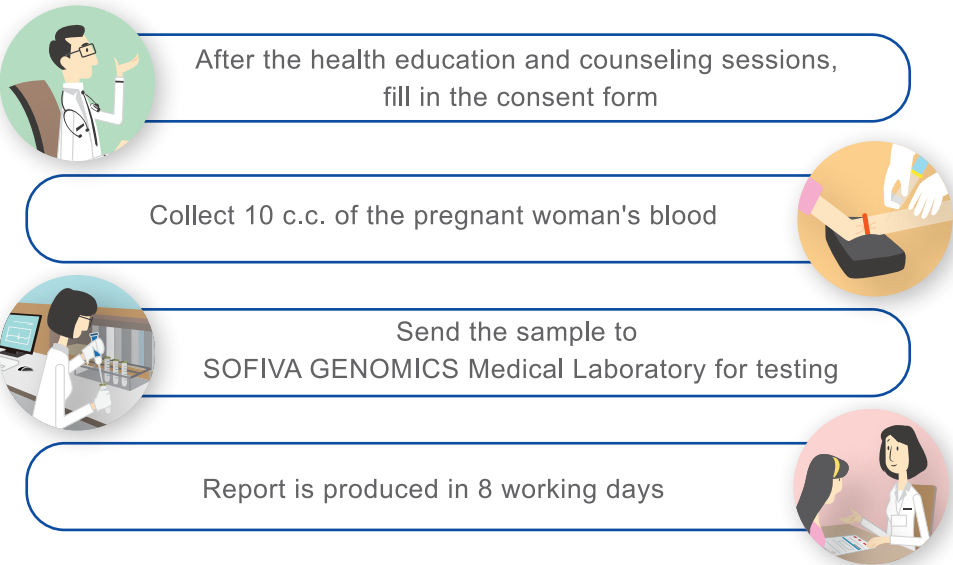 After the health education and counseling sessions,
fill in the consent form
Collect 10 c.c. of the pregnant woman's blood
Send the sample to
SOFIVA GENOMICS Medical Laboratory for testing
Report is produced in 8 working days